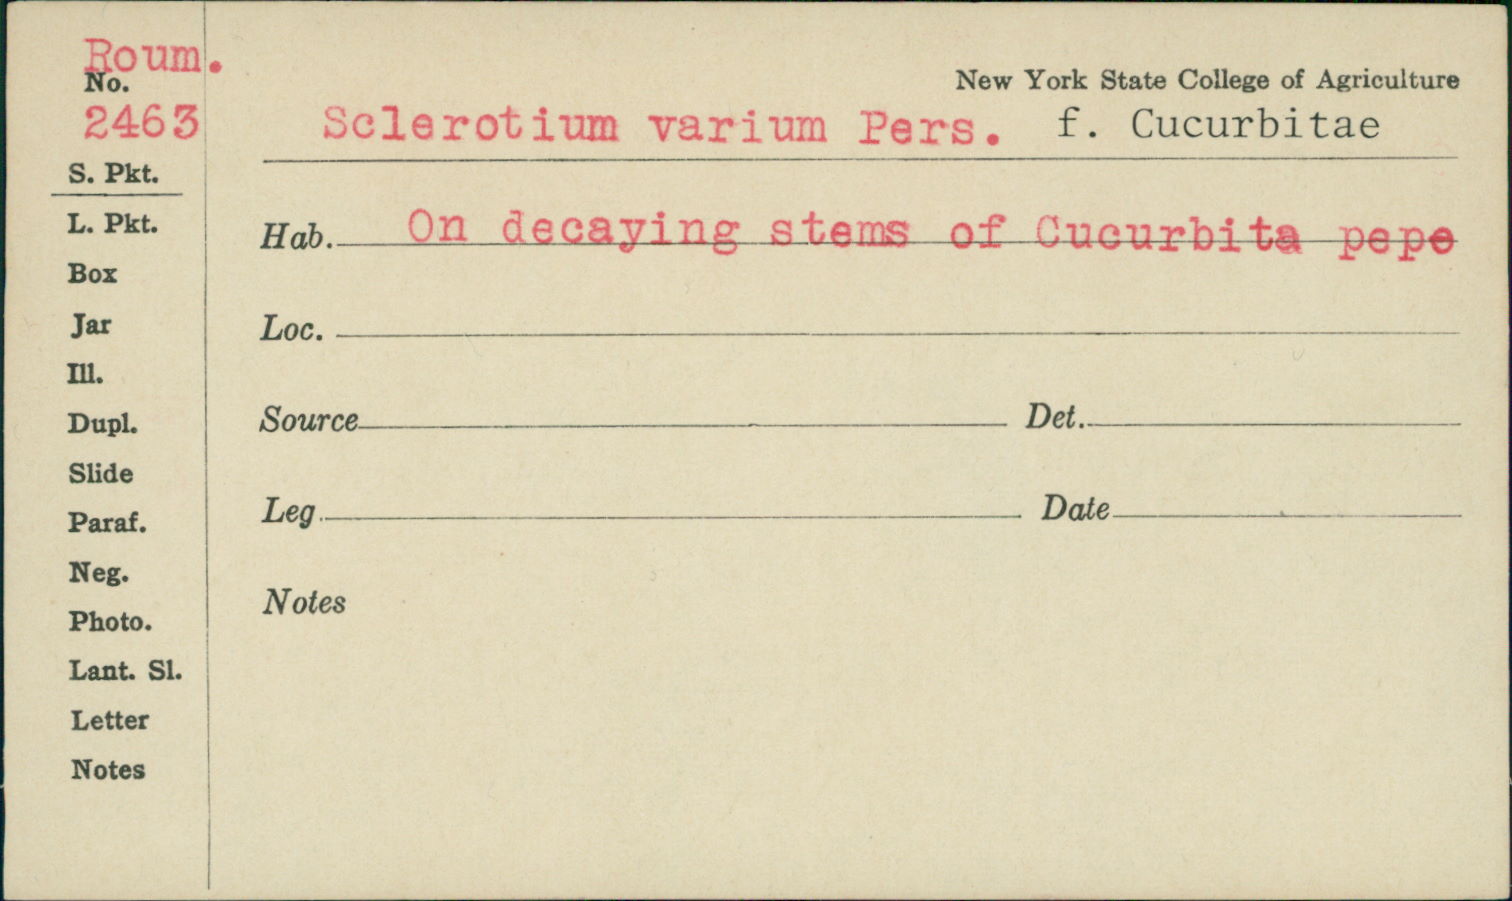 Roum.
No.
2463
New York State College of Agriculture
Sclerotium varium Pers. f. Cucurbitae
S. Pkt.
L. Pkt.
Box
Jar
Ill.
Dupl.
Slide
Paraf.
Neg.
Photo.
Lant. Sl.
Letter
Notes
Hab. On decaying stems of Cucurbita pepe
Loc.
Source Det.
Leg Date
Notes